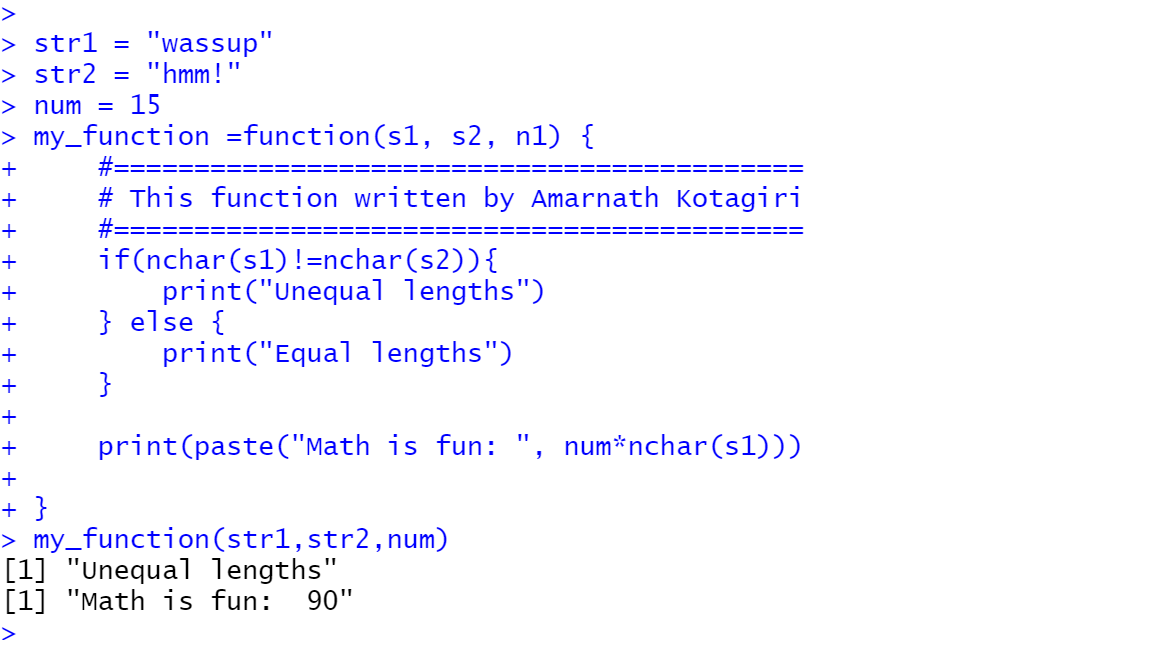 >
> str1 = "wassup"
> str2 = "hmm!"
> num = 15
> my_function =function(s1, s2, n1) {
+     #===========================================
+     # This function written by Amarnath Kotagiri
+     #===========================================
+     if(nchar(s1)!=nchar(s2)){
+         print("Unequal lengths")
+     } else {
+         print("Equal lengths")
+     }
+
+     print(paste("Math is fun: ", num*nchar(s1)))
+
+ }
> my_function(str1,str2,num)
[1] "Unequal lengths"
[1] "Math is fun:  90"
>